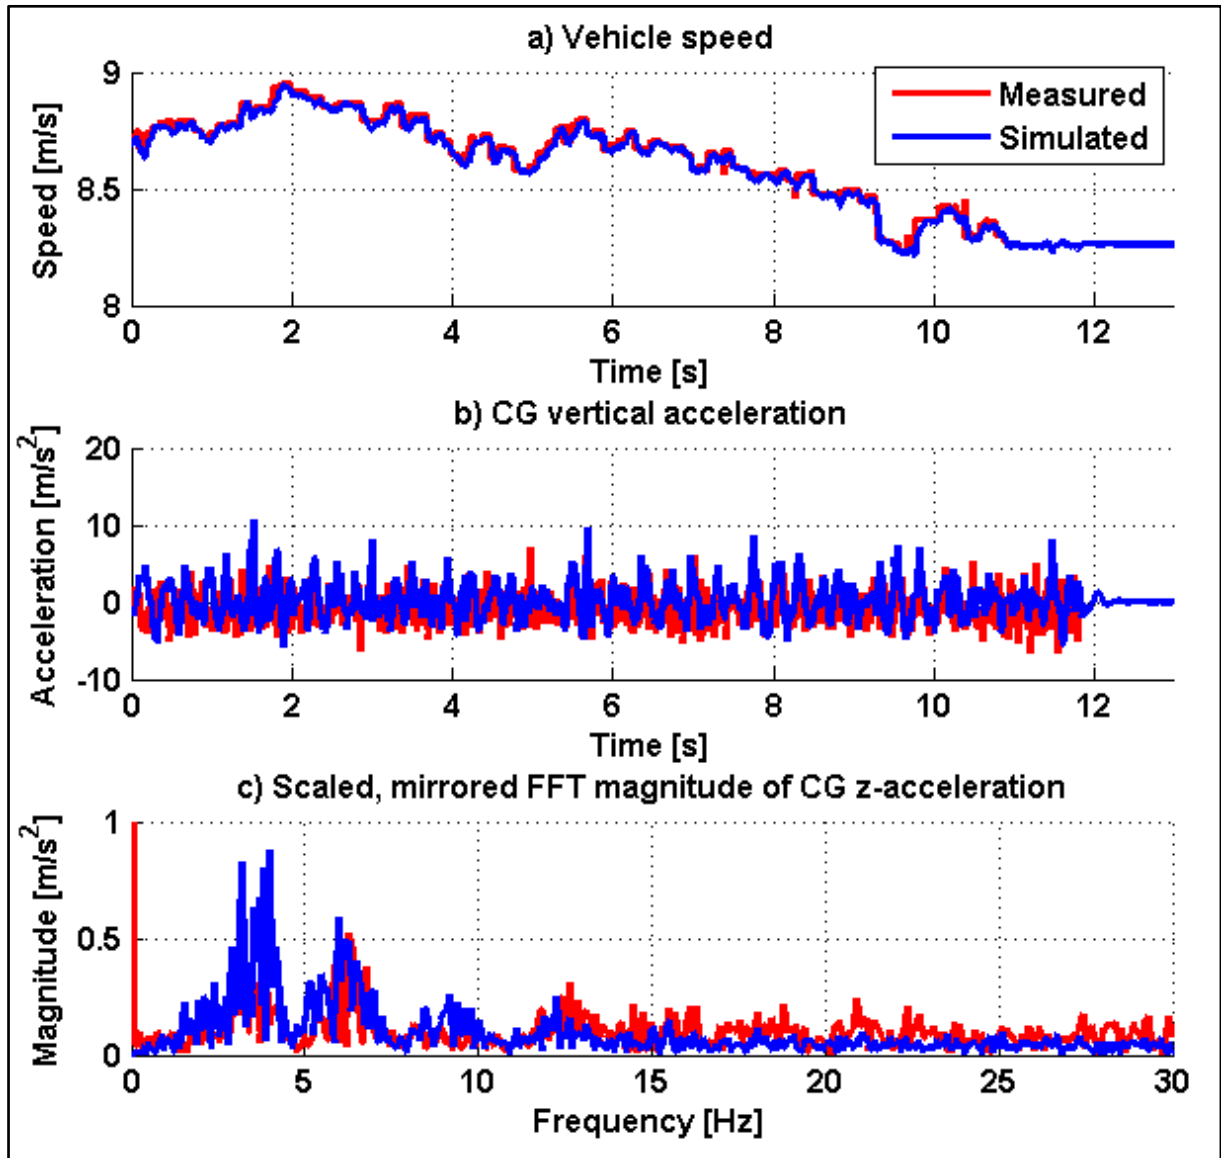 a) Vehicle speed
Speed [m/s]
9
8.5
8
Measured
Simulated
0 2 4 6 8 10 12
Time [s]
b) CG vertical acceleration
Acceleration [m/s²]
20
10
0
-10
0 2 4 6 8 10 12
Time [s]
c) Scaled, mirrored FFT magnitude of CG z-acceleration
Magnitude [m/s²]
1
0.5
0
0 5 10 15 20 25 30
Frequency [Hz]